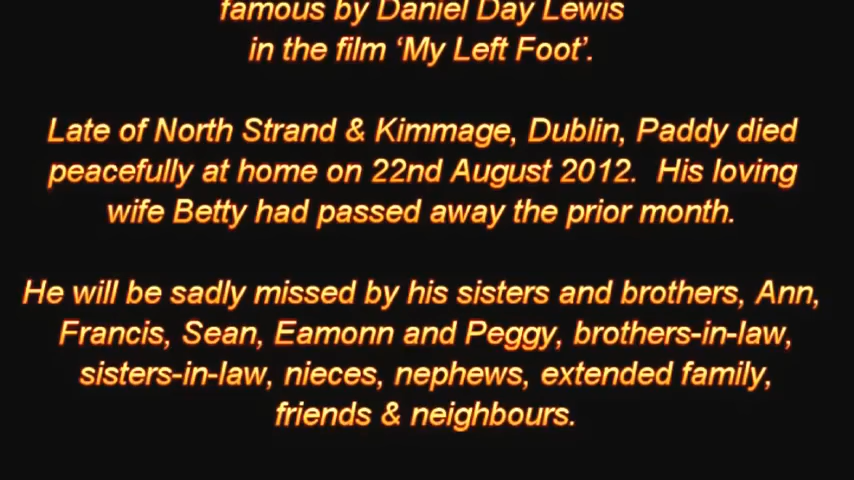 famous by Daniel Day Lewis
in the film ‘My Left Foot’.
Late of North Strand & Kimmage, Dublin, Paddy died
peacefully at home on 22nd August 2012.  His loving
wife Betty had passed away the prior month.
He will be sadly missed by his sisters and brothers, Ann,
Francis, Sean, Eamonn and Peggy, brothers-in-law,
sisters-in-law, nieces, nephews, extended family,
friends & neighbours.